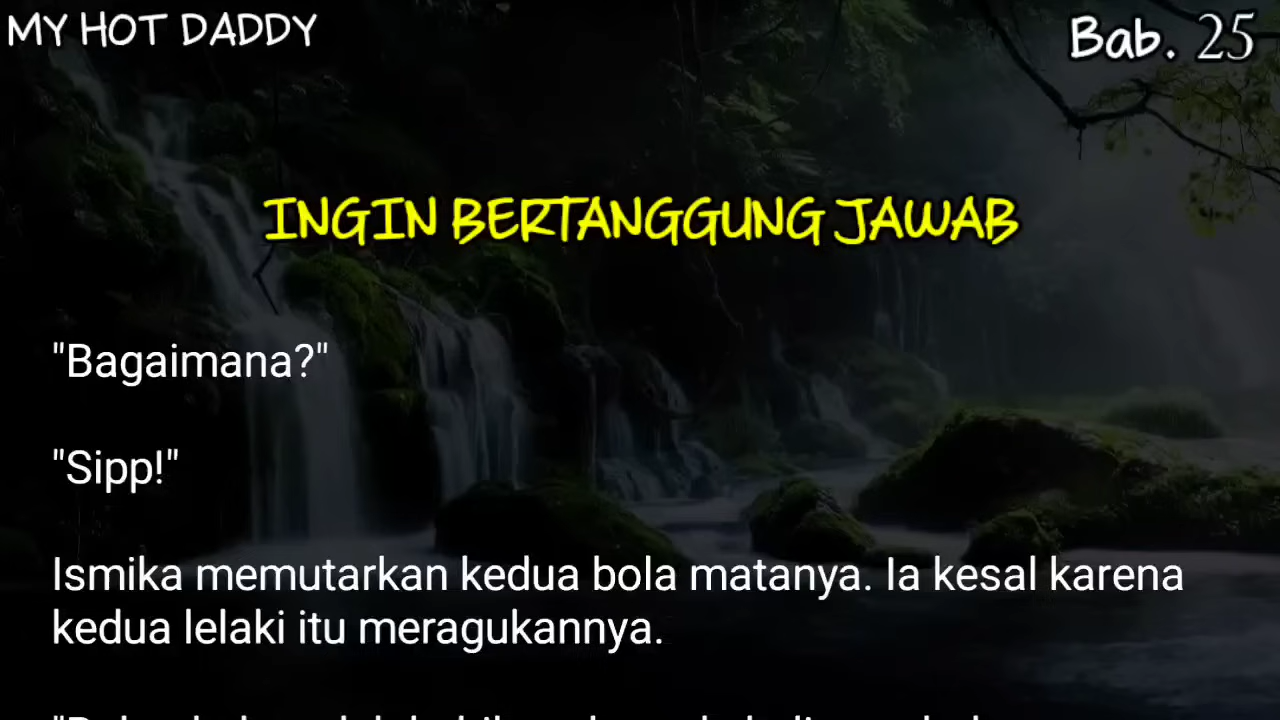 MY HOT DADDY
Bab. 25
INGIN BERTANGGUNG JAWAB
"Bagaimana?"
"Sipp!"
Ismika memutarkan kedua bola matanya. Ia kesal karena
kedua lelaki itu meragukannya.